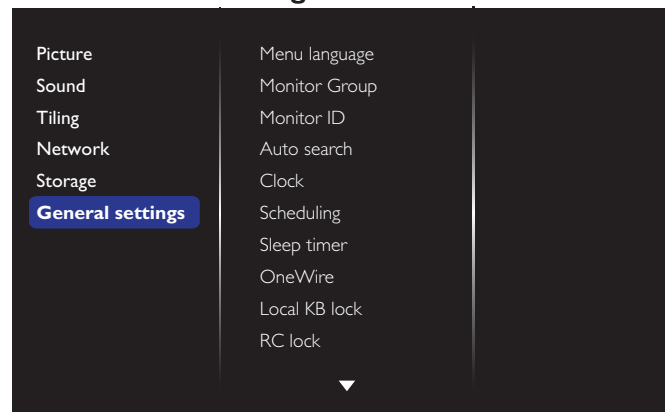 Picture
Sound
Tiling
Network
Storage
General settings
Menu language
Monitor Group
Monitor ID
Auto search
Clock
Scheduling
Sleep timer
OneWire
Local KB lock
RC lock